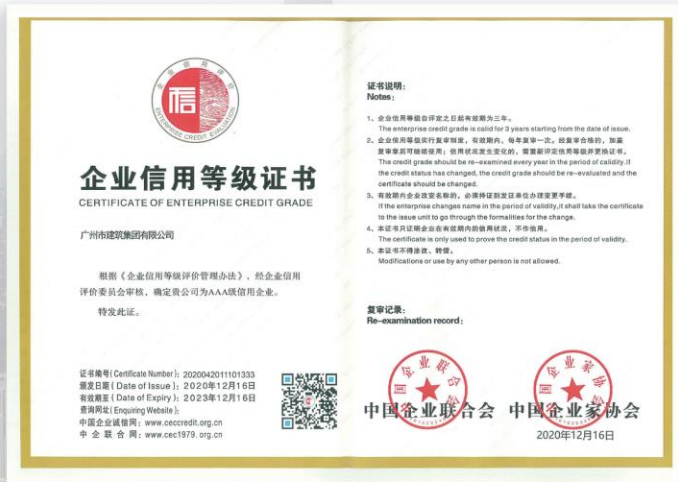 企业信用评价
信
ENTERPRISE CREDIT EVALUATION
企业信用等级证书
CERTIFICATE OF ENTERPRISE CREDIT GRADE
广州市建筑集团有限公司
根据《企业信用等级评价管理办法》，经企业信用
评价委员会审核，确定贵公司为AAA级信用企业。
特发此证。
证书编号(Certificate Number)：2020042011101333
颁发日期(Date of Issue)：2020年12月16日
有效期至(Date of Expiry)：2023年12月16日
查询网址(Enquiring Website)：
中国企业诚信网：www.ceccredit.org.cn
中企联合网：www.cec1979.org.cn
证书说明：
Notes：
1、企业信用等级自评定之日起有效期为三年。
The enterprise credit grade is calid for 3 years starting from the date of issue.
2、企业信用等级实行复审制度，有效期内，每年复审一次。经复审合格的，加盖
复审章后可继续使用；信用状况发生变化的，需重新评定信用等级并更换证书。
The credit grade should be re-examined every year in the period of calidity.If
the credit status has changed, the credit grade should be re-evaluated and the
certificate should be changed.
3、有效期内企业改变名称的，必须持证到发证单位办理变更手续。
If the enterprise changes name in the period of validity,it shall take the certificate
to the issue unit to go through the formalities for the change.
4、本证书只证明企业在有效期内的信用状况，不作他用。
The certificate is only used to prove the credit status in the period of validity.
5、本证书不得涂改、转借。
Modifications or use by any other person is not allowed.
复审记录：
Re-examination record：
中国企业联合会
中国企业家协会
中国企业联合会 中国企业家协会
2020年12月16日